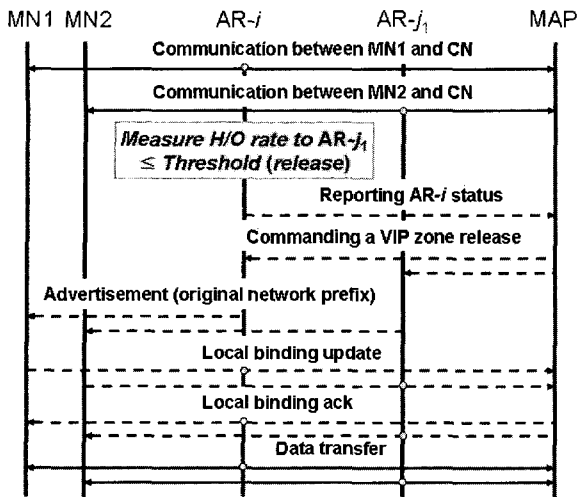 MN1 MN2 AR-i AR-j1 MAP
Communication between MN1 and CN
Communication between MN2 and CN
Measure H/O rate to AR-j1
≤ Threshold (release)
Reporting AR-i status
Commanding a VIP zone release
Advertisement (original network prefix)
Local binding update
Local binding ack
Data transfer